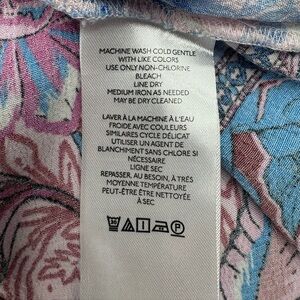 MACHINE WASH COLD GENTLE
WITH LIKE COLORS
USE ONLY NON-CHLORINE
BLEACH
LINE DRY
MEDIUM IRON AS NEEDED
MAY BE DRY CLEANED
LAVER À LA MACHINE À L'EAU
FROIDE AVEC COULEURS
SIMILAIRES CYCLE DÉLICAT
UTILISER UN AGENT DE
BLANCHIMENT SANS CHLORE SI
NÉCESSAIRE
LIGNE SEC
REPASSER, AU BESOIN, À TRÈS
MOYENNE TEMPÉRATURE
PEUT-ÊTRE ÊTRE NETTOYÉE
À SEC
30
P